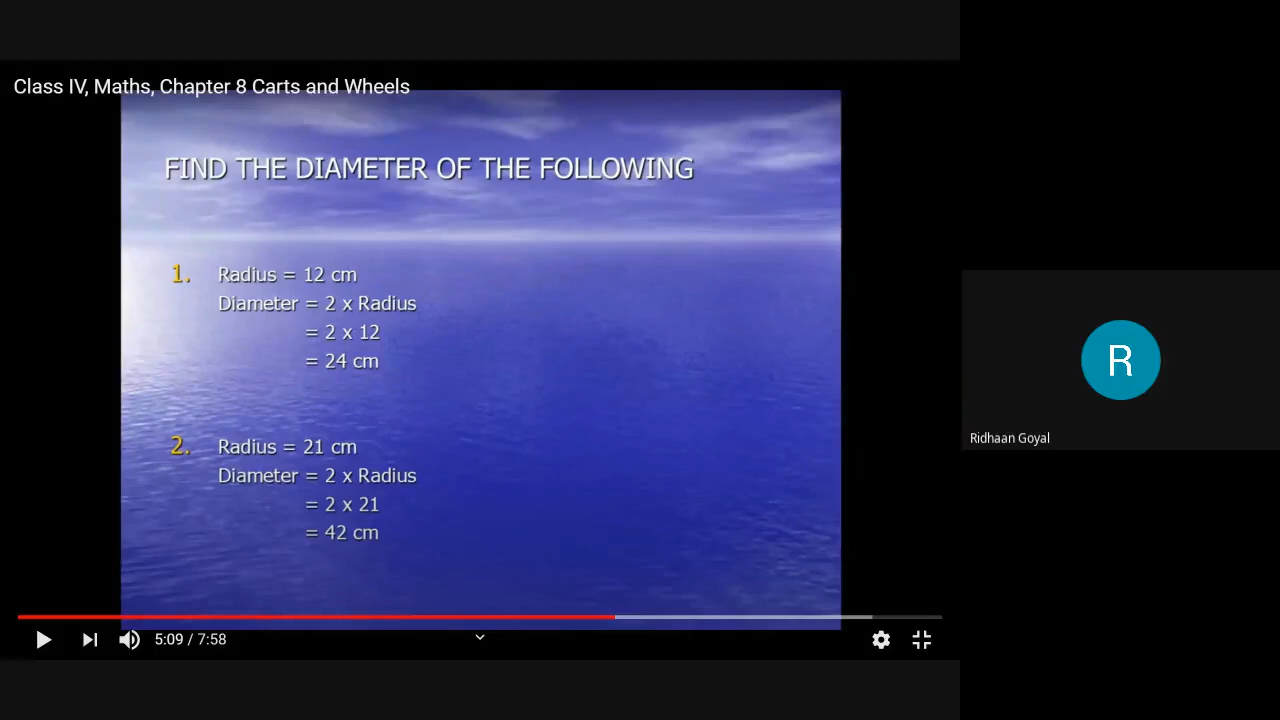 Class IV, Maths, Chapter 8 Carts and Wheels
FIND THE DIAMETER OF THE FOLLOWING
1. Radius = 12 cm
Diameter = 2 x Radius
= 2 x 12
= 24 cm
2. Radius = 21 cm
Diameter = 2 x Radius
= 2 x 21
= 42 cm
5:09 / 7:58
R
Ridhaan Goyal